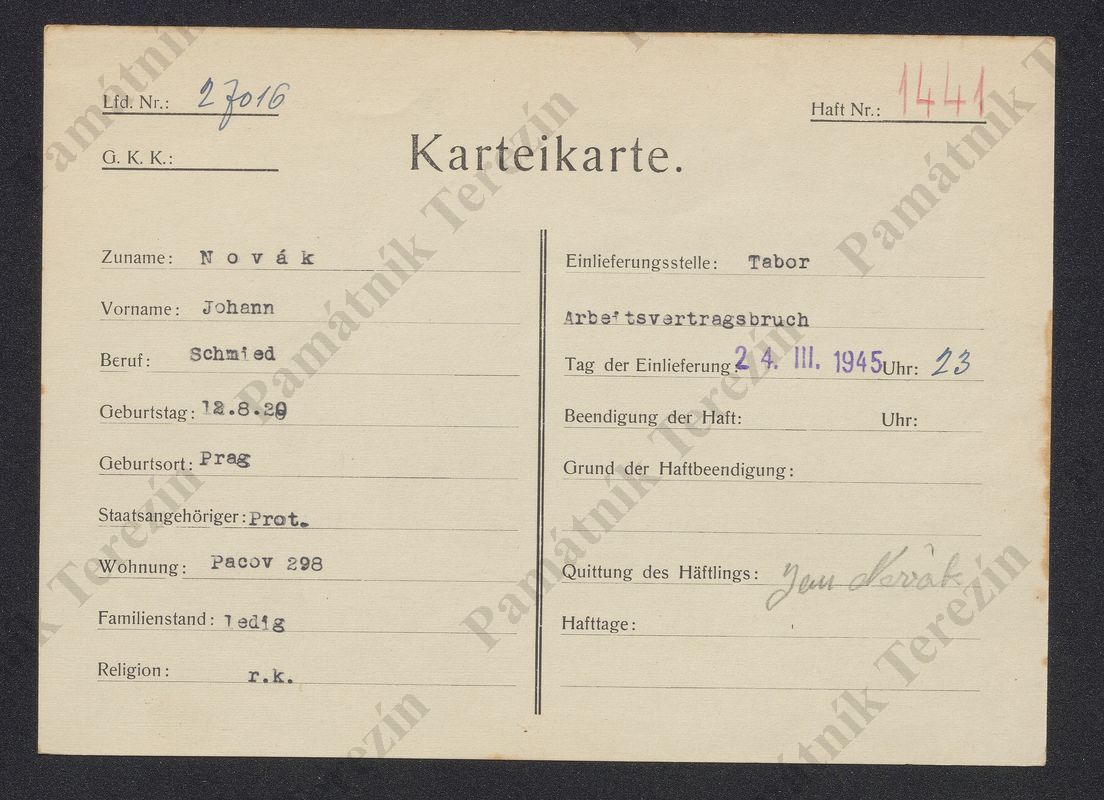 Lfd. Nr.: 27016
Haft Nr.: 1441
G. K. K.:
Karteikarte.
Zuname: Novák
Vorname: Johann
Beruf: Schmied
Geburtstag: .8.
Geburtsort: Prag
Staatsangehöriger: Prot.
Wohnung: Pacov 298
Familienstand: ledig
Religion: r.k.
Einlieferungsstelle: Tabor
Arbeitsvertragsbruch
Tag der Einlieferung: 24. III. 1945 Uhr: 23
Beendigung der Haft: Uhr:
Grund der Haftbeendigung:
Quittung des Häftlings: Jan Novák
Hafttage:
Památník Terezín